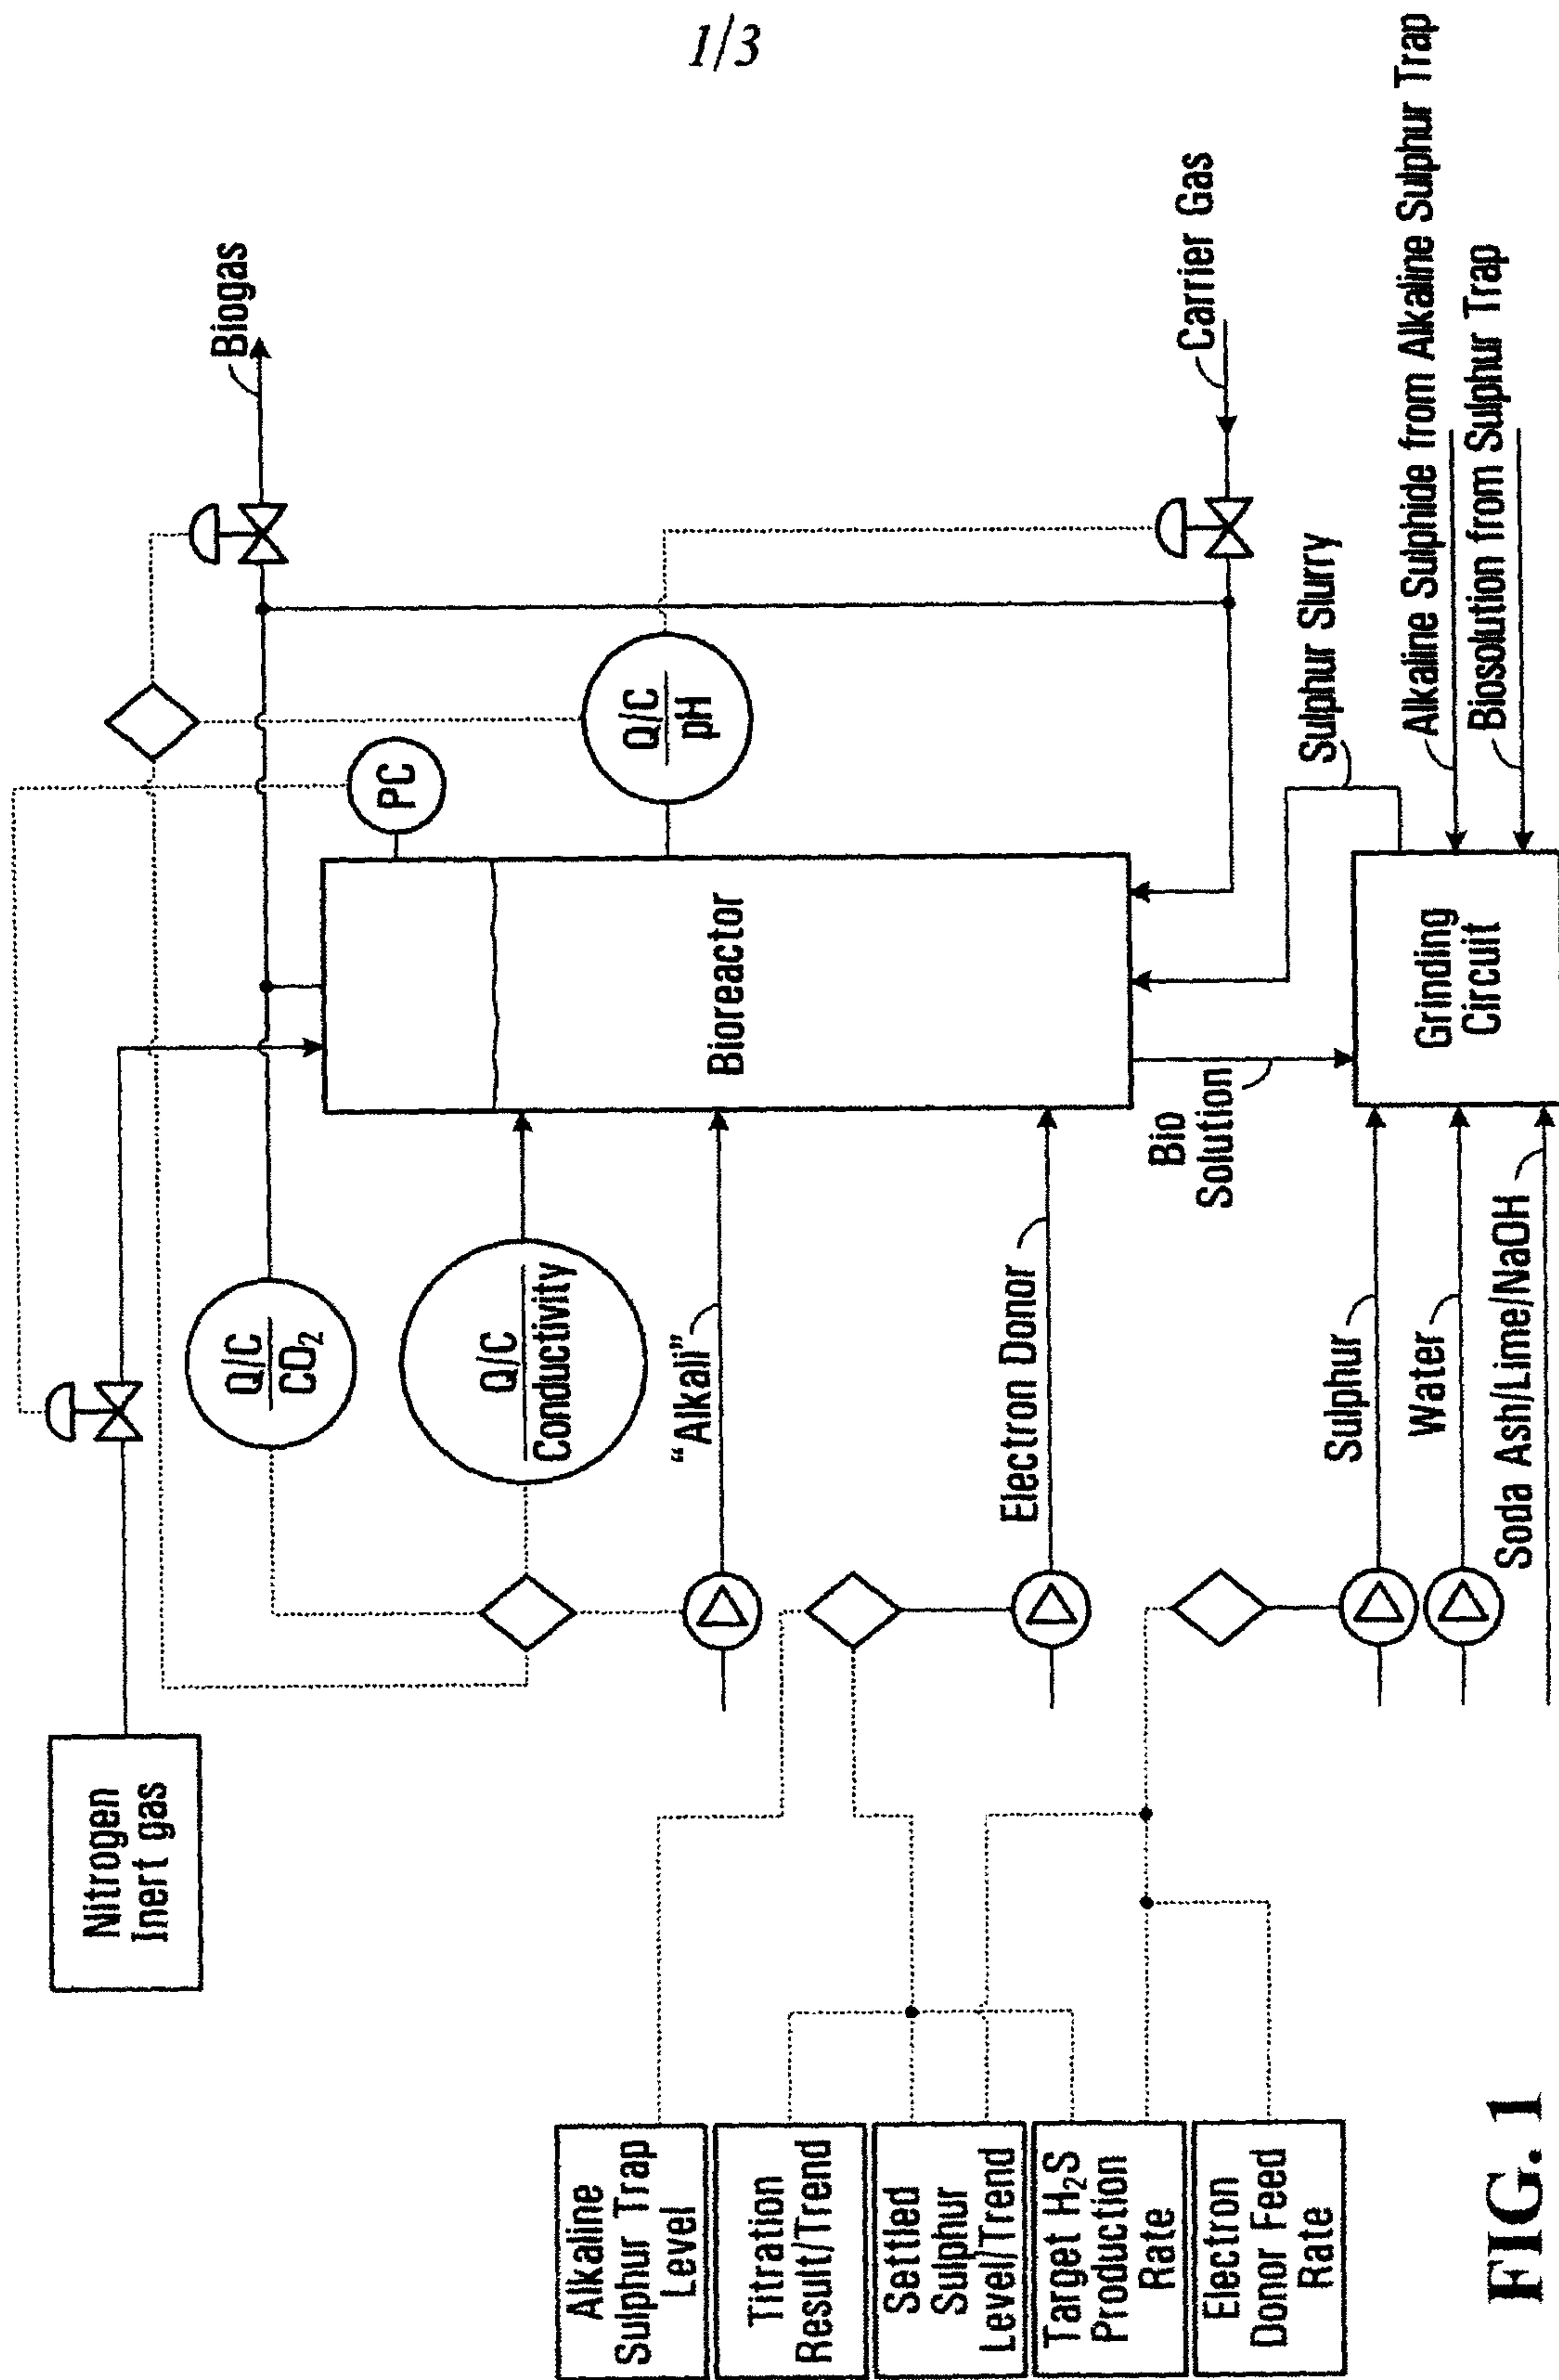 1/3
Nitrogen
Inert gas
Biogas
PC
Q/C
CO2
Q/C
Conductivity
Q/C
pH
"Alkali"
Bioreactor
Carrier Gas
Electron Donor
Bio
Solution
Sulphur Slurry
Alkaline Sulphide from Alkaline Sulphur Trap
Biosolution from Sulphur Trap
Grinding
Circuit
Sulphur
Water
Soda Ash/Lime/NaOH
Alkaline
Sulphur Trap
Level
Titration
Result/Trend
Settled
Sulphur
Level/Trend
Target H2S
Production
Rate
Electron
Donor Feed
Rate
FIG. 1